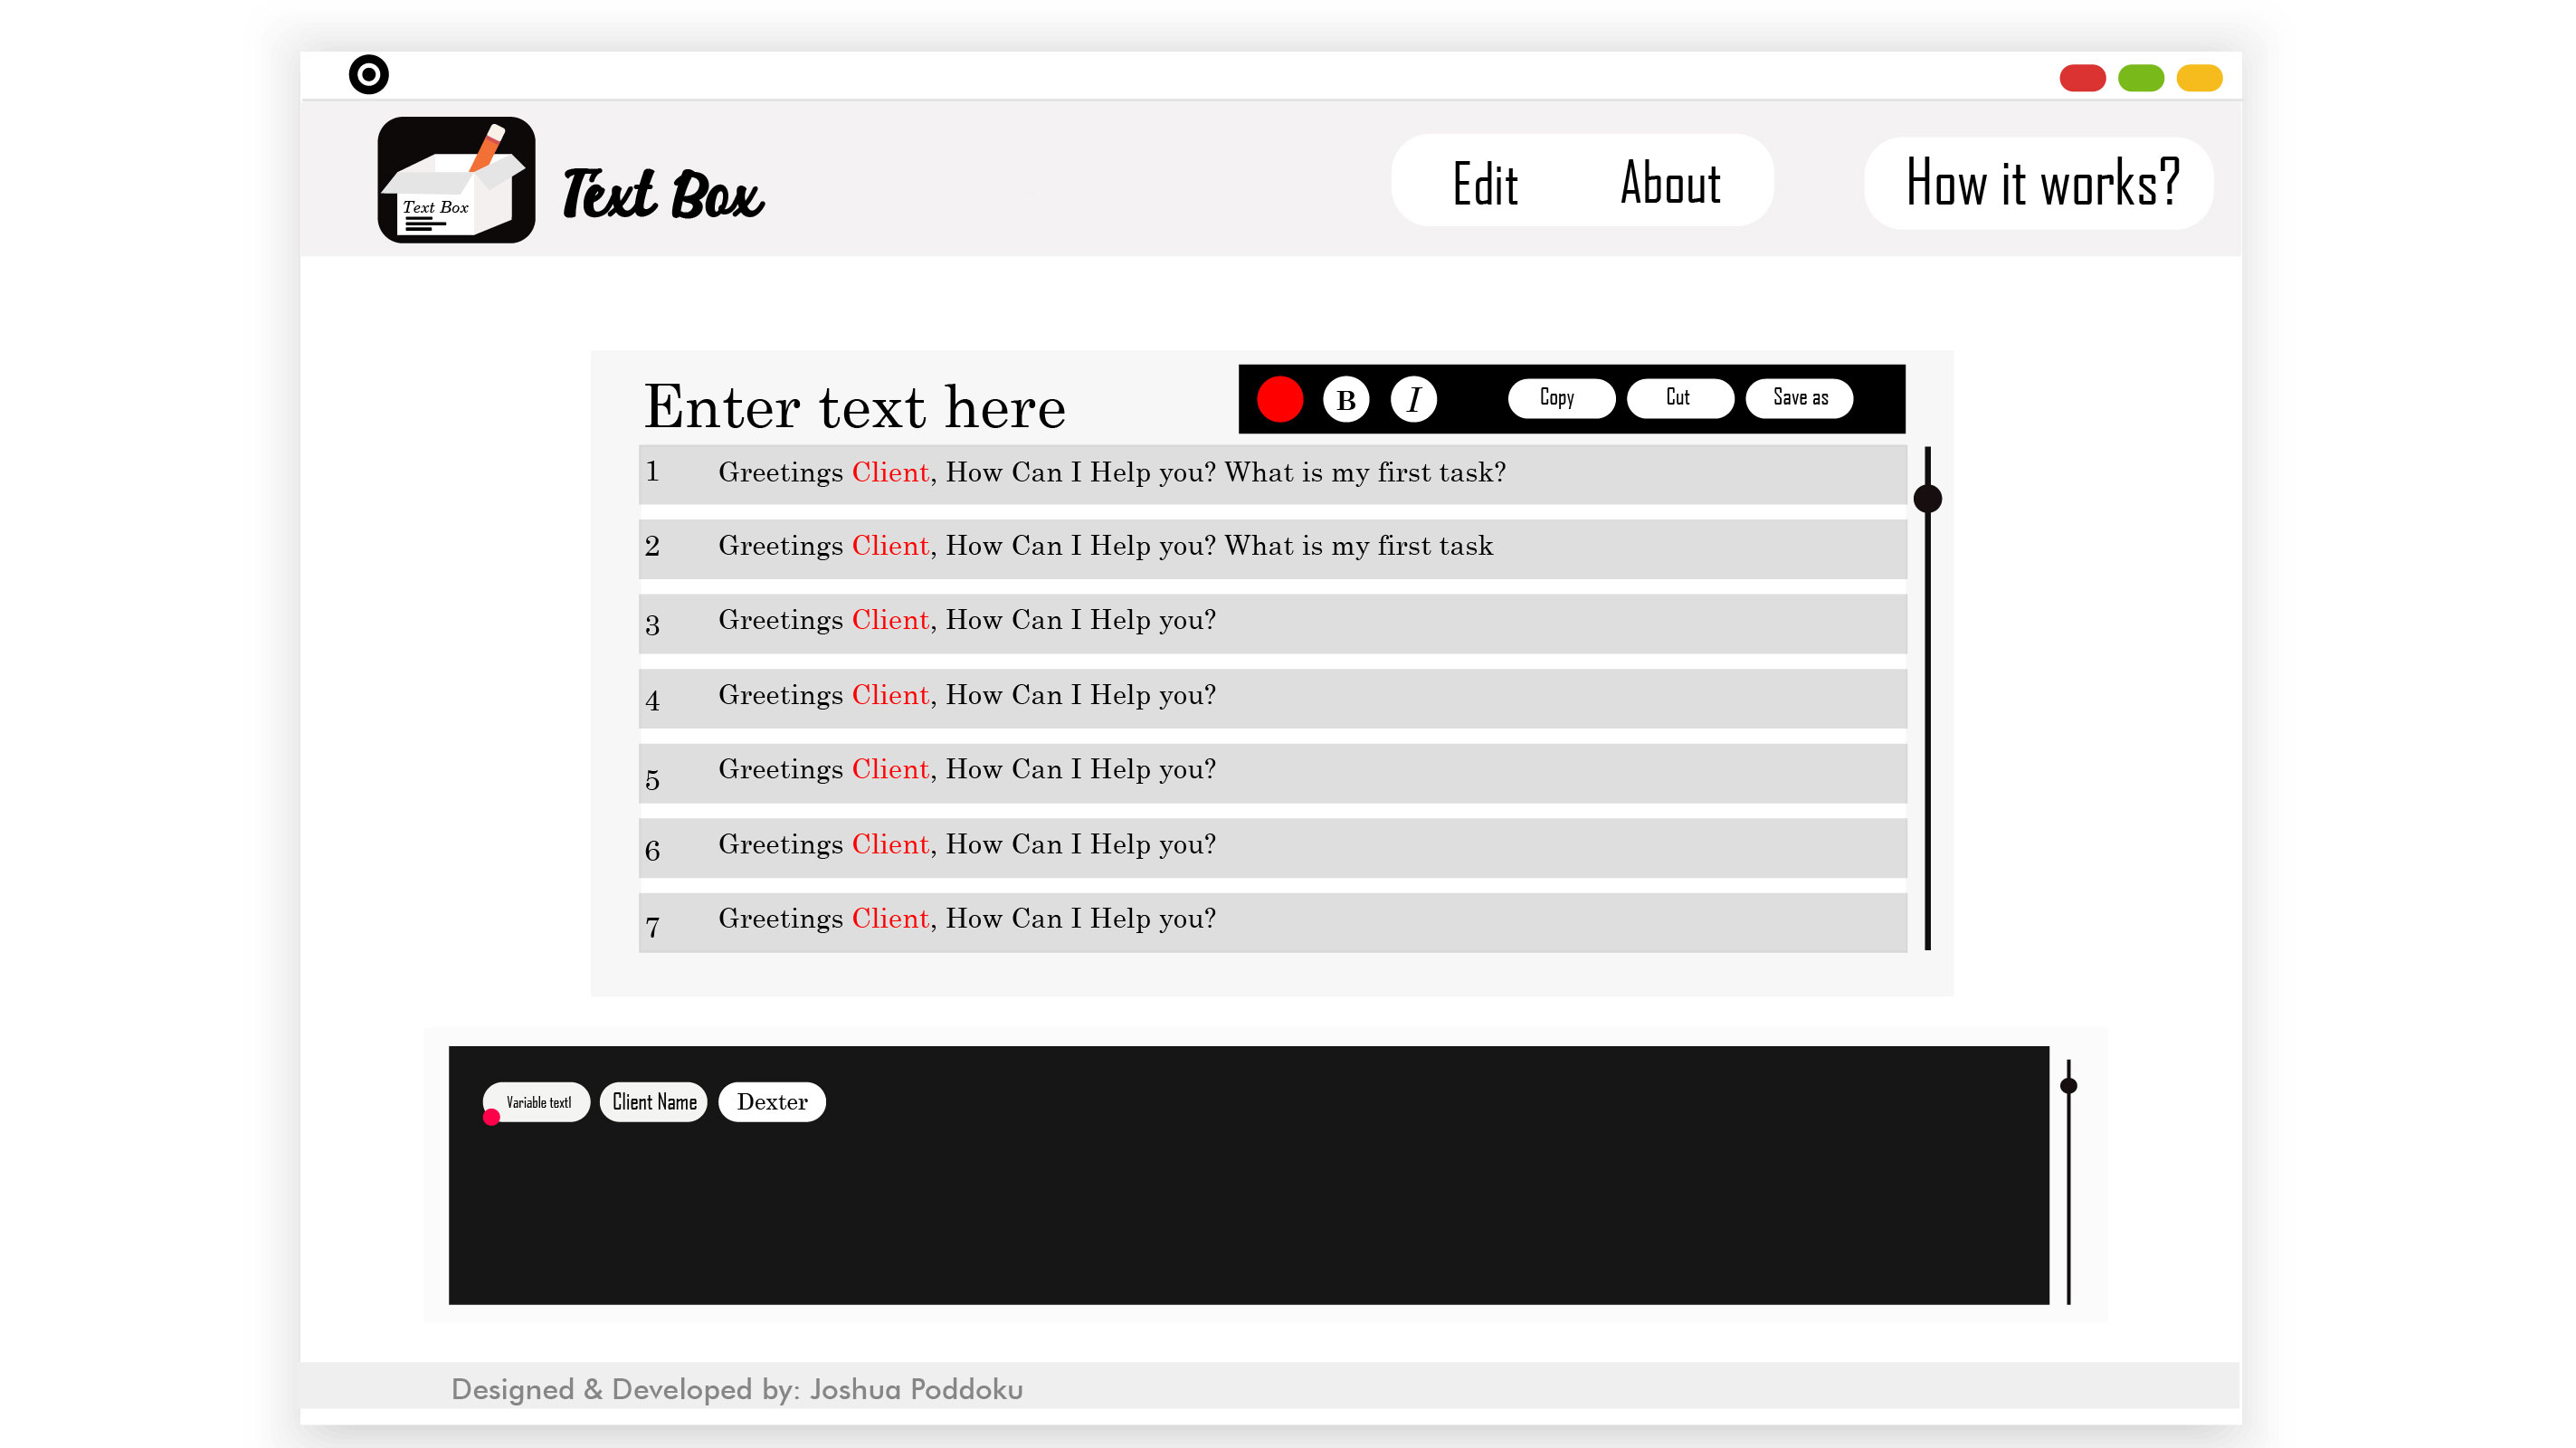 Text Box
Text Box
Edit
About
How it works?
Enter text here
B
I
Copy
Cut
Save as
1 Greetings Client, How Can I Help you? What is my first task?
2 Greetings Client, How Can I Help you? What is my first task
3 Greetings Client, How Can I Help you?
4 Greetings Client, How Can I Help you?
5 Greetings Client, How Can I Help you?
6 Greetings Client, How Can I Help you?
7 Greetings Client, How Can I Help you?
Variable text1
Client Name
Dexter
Designed & Developed by: Joshua Poddoku